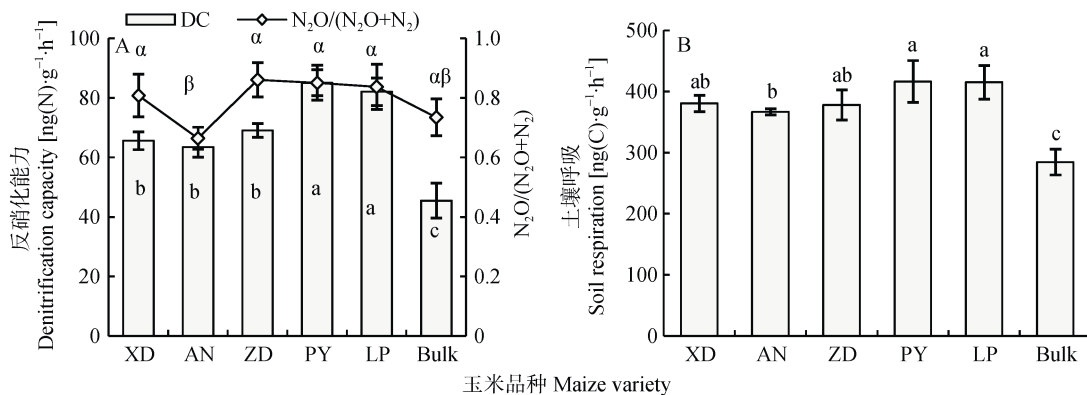 DC
N₂O/(N₂O+N₂)
A
反硝化能力
Denitrification capacity [ng(N)·g⁻¹·h⁻¹]
100
80
60
40
20
0
α
β
α
α
α
αβ
b
b
b
a
a
c
1.0
0.8
0.6
0.4
0.2
0
N₂O/(N₂O+N₂)
XD AN ZD PY LP Bulk
B
土壤呼吸
Soil respiration [ng(C)·g⁻¹·h⁻¹]
500
400
300
200
100
0
ab
b
ab
a
a
c
XD AN ZD PY LP Bulk
玉米品种 Maize variety